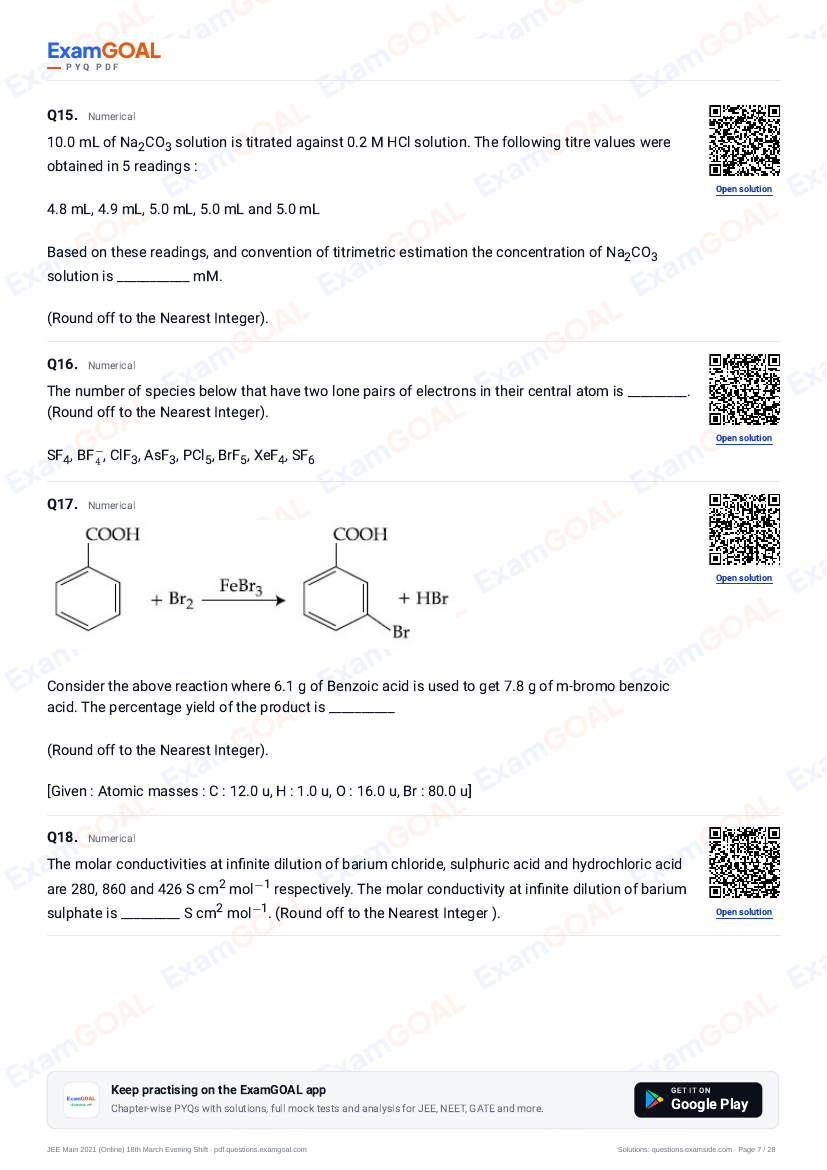 ExamGOAL
PYQ PDF
Q15. Numerical
10.0 mL of Na₂CO₃ solution is titrated against 0.2 M HCl solution. The following titre values were
obtained in 5 readings :
4.8 mL, 4.9 mL, 5.0 mL, 5.0 mL and 5.0 mL
Based on these readings, and convention of titrimetric estimation the concentration of Na₂CO₃
solution is __________ mM.
(Round off to the Nearest Integer).
Open solution
Q16. Numerical
The number of species below that have two lone pairs of electrons in their central atom is ________.
(Round off to the Nearest Integer).
SF₄, BF₄⁻, ClF₃, AsF₃, PCl₅, BrF₅, XeF₄, SF₆
Open solution
Q17. Numerical
COOH COOH
+ Br₂ FeBr₃ + HBr
Br
Open solution
Consider the above reaction where 6.1 g of Benzoic acid is used to get 7.8 g of m-bromo benzoic
acid. The percentage yield of the product is _________
(Round off to the Nearest Integer).
[Given : Atomic masses : C : 12.0 u, H : 1.0 u, O : 16.0 u, Br : 80.0 u]
Q18. Numerical
The molar conductivities at infinite dilution of barium chloride, sulphuric acid and hydrochloric acid
are 280, 860 and 426 S cm² mol⁻¹ respectively. The molar conductivity at infinite dilution of barium
sulphate is _________ S cm² mol⁻¹. (Round off to the Nearest Integer ).
Open solution
Keep practising on the ExamGOAL app
Chapter-wise PYQs with solutions, full mock tests and analysis for JEE, NEET, GATE and more.
ExamGOAL
GET IT ON
Google Play
JEE Main 2021 (Online) 18th March Evening Shift · pdf.questions.examgoal.com
Solutions: questions.examside.com · Page 7 / 28